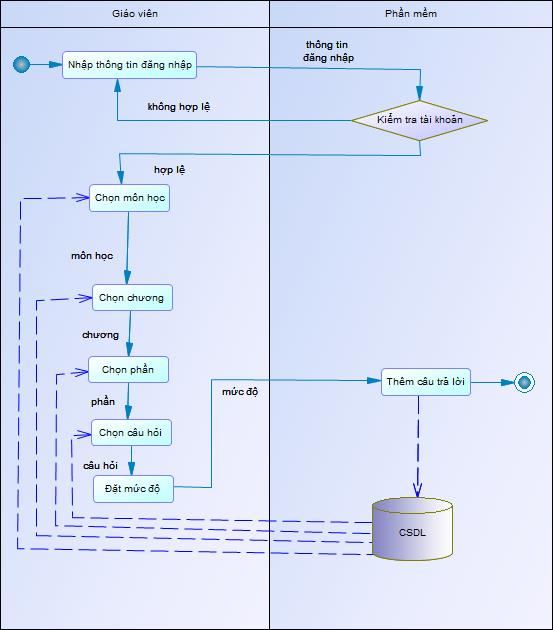 Giáo viên
Phần mềm
thông tin
đăng nhập
Nhập thông tin đăng nhập
không hợp lệ
Kiểm tra tài khoản
hợp lệ
Chọn môn học
môn học
Chọn chương
chương
Chọn phần
Thêm câu trả lời
mức độ
phần
Chọn câu hỏi
câu hỏi
Đặt mức độ
CSDL